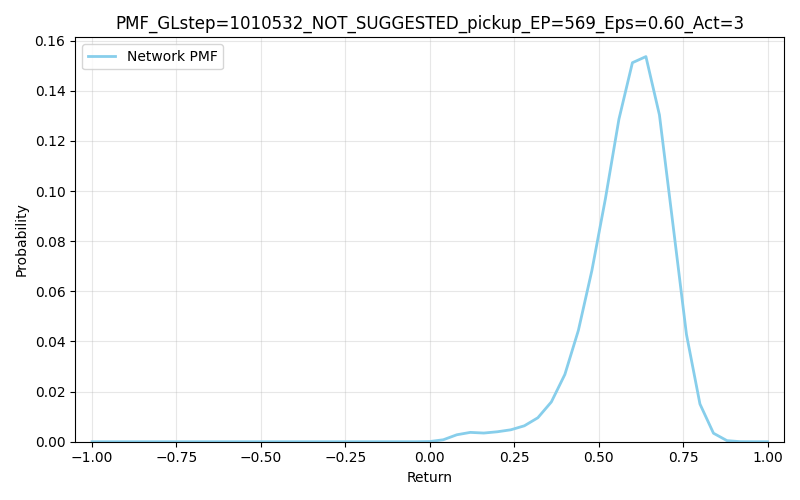 PMF_GLstep=1010532_NOT_SUGGESTED_pickup_EP=569_Eps=0.60_Act=3
Network PMF
0.16
0.14
0.12
0.10
0.08
0.06
0.04
0.02
0.00
Probability
−1.00 −0.75 −0.50 −0.25 0.00 0.25 0.50 0.75 1.00
Return